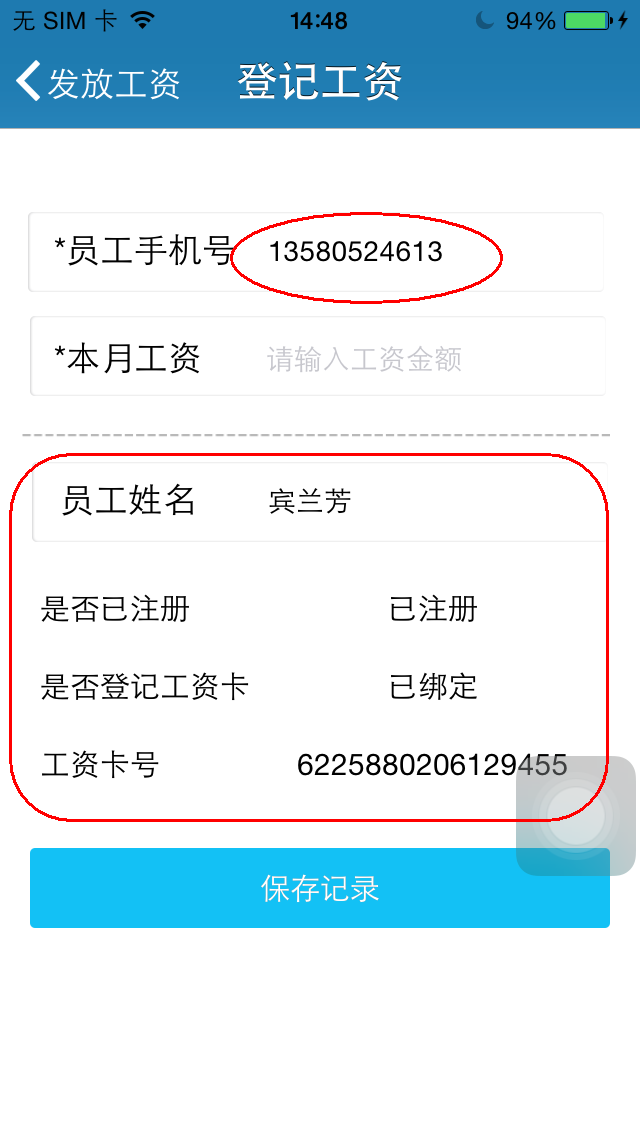 无 SIM 卡 14:48 94%
发放工资 登记工资
*员工手机号 13580524613
*本月工资 请输入工资金额
员工姓名 宾兰芳
是否已注册 已注册
是否登记工资卡 已绑定
工资卡号 6225880206129455
保存记录